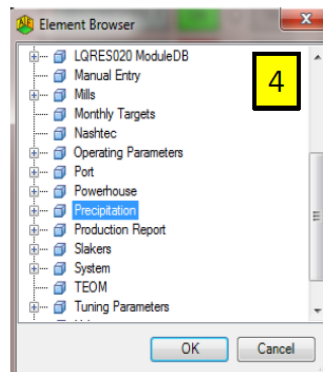 Element Browser
4
LQRES020 ModuleDB
Manual Entry
Mills
Monthly Targets
Nashtec
Operating Parameters
Port
Powerhouse
Precipitation
Production Report
Slakers
System
TEOM
Tuning Parameters
OK
Cancel